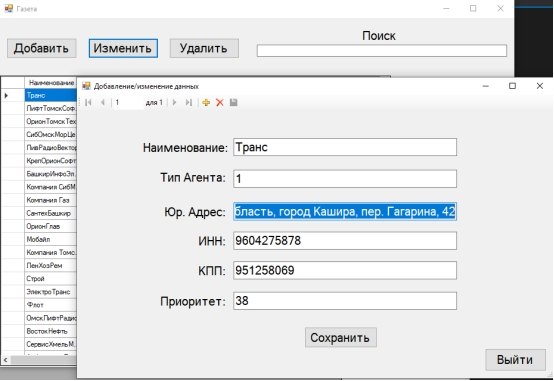 Газета
Добавить
Изменить
Удалить
Поиск
Наименование
Транс
ЛифтТомскСоф
ОрионТомскТех
СибОмскМорЦе
ПивРадиоВектор
КрепОрионСофт
БашкирИнфоЭл
Компания СибМ
Компания Газ
СантехБашкир
ОрионГлав
Мобайл
Компания Томс
ЛенХозРем
Строй
ЭлектроТранс
Флот
ОмскЛифтРадио
ВостокНефть
СервисХмельМ
Добавление/изменение данных
1 для 1
Наименование: Транс
Тип Агента: 1
Юр. Адрес: бласть, город Кашира, пер. Гагарина, 42
ИНН: 9604275878
КПП: 951258069
Приоритет: 38
Сохранить
Выйти